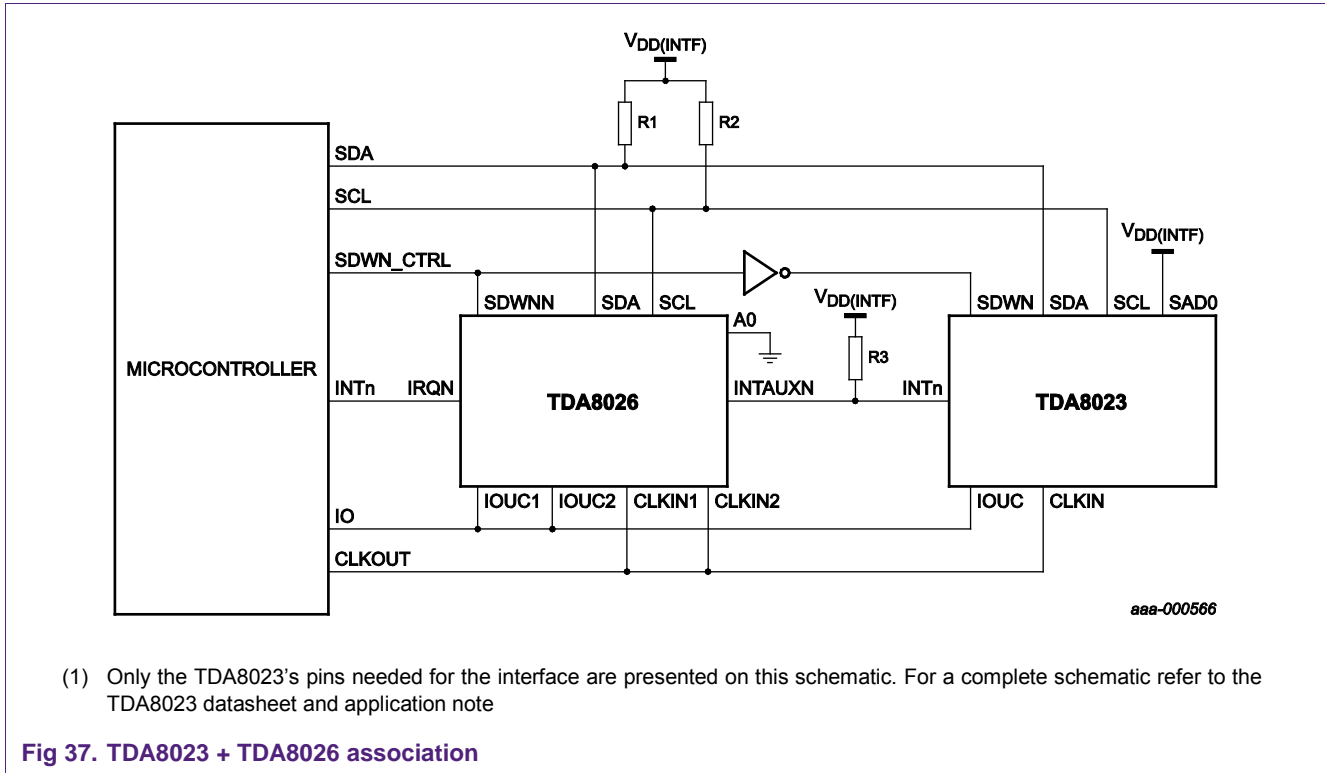 VDD(INTF)
R1
R2
SDA
SCL
VDD(INTF)
SDWN_CTRL
SDWNN
SDA
SCL
VDD(INTF)
SDWN
SDA
SCL
SAD0
A0
R3
MICROCONTROLLER
INTn
IRQN
TDA8026
INTAUXN
INTn
TDA8023
IOUC1
IOUC2
CLKIN1
CLKIN2
IOUC
CLKIN
IO
CLKOUT
aaa-000566
(1) Only the TDA8023's pins needed for the interface are presented on this schematic. For a complete schematic refer to the
TDA8023 datasheet and application note
Fig 37. TDA8023 + TDA8026 association